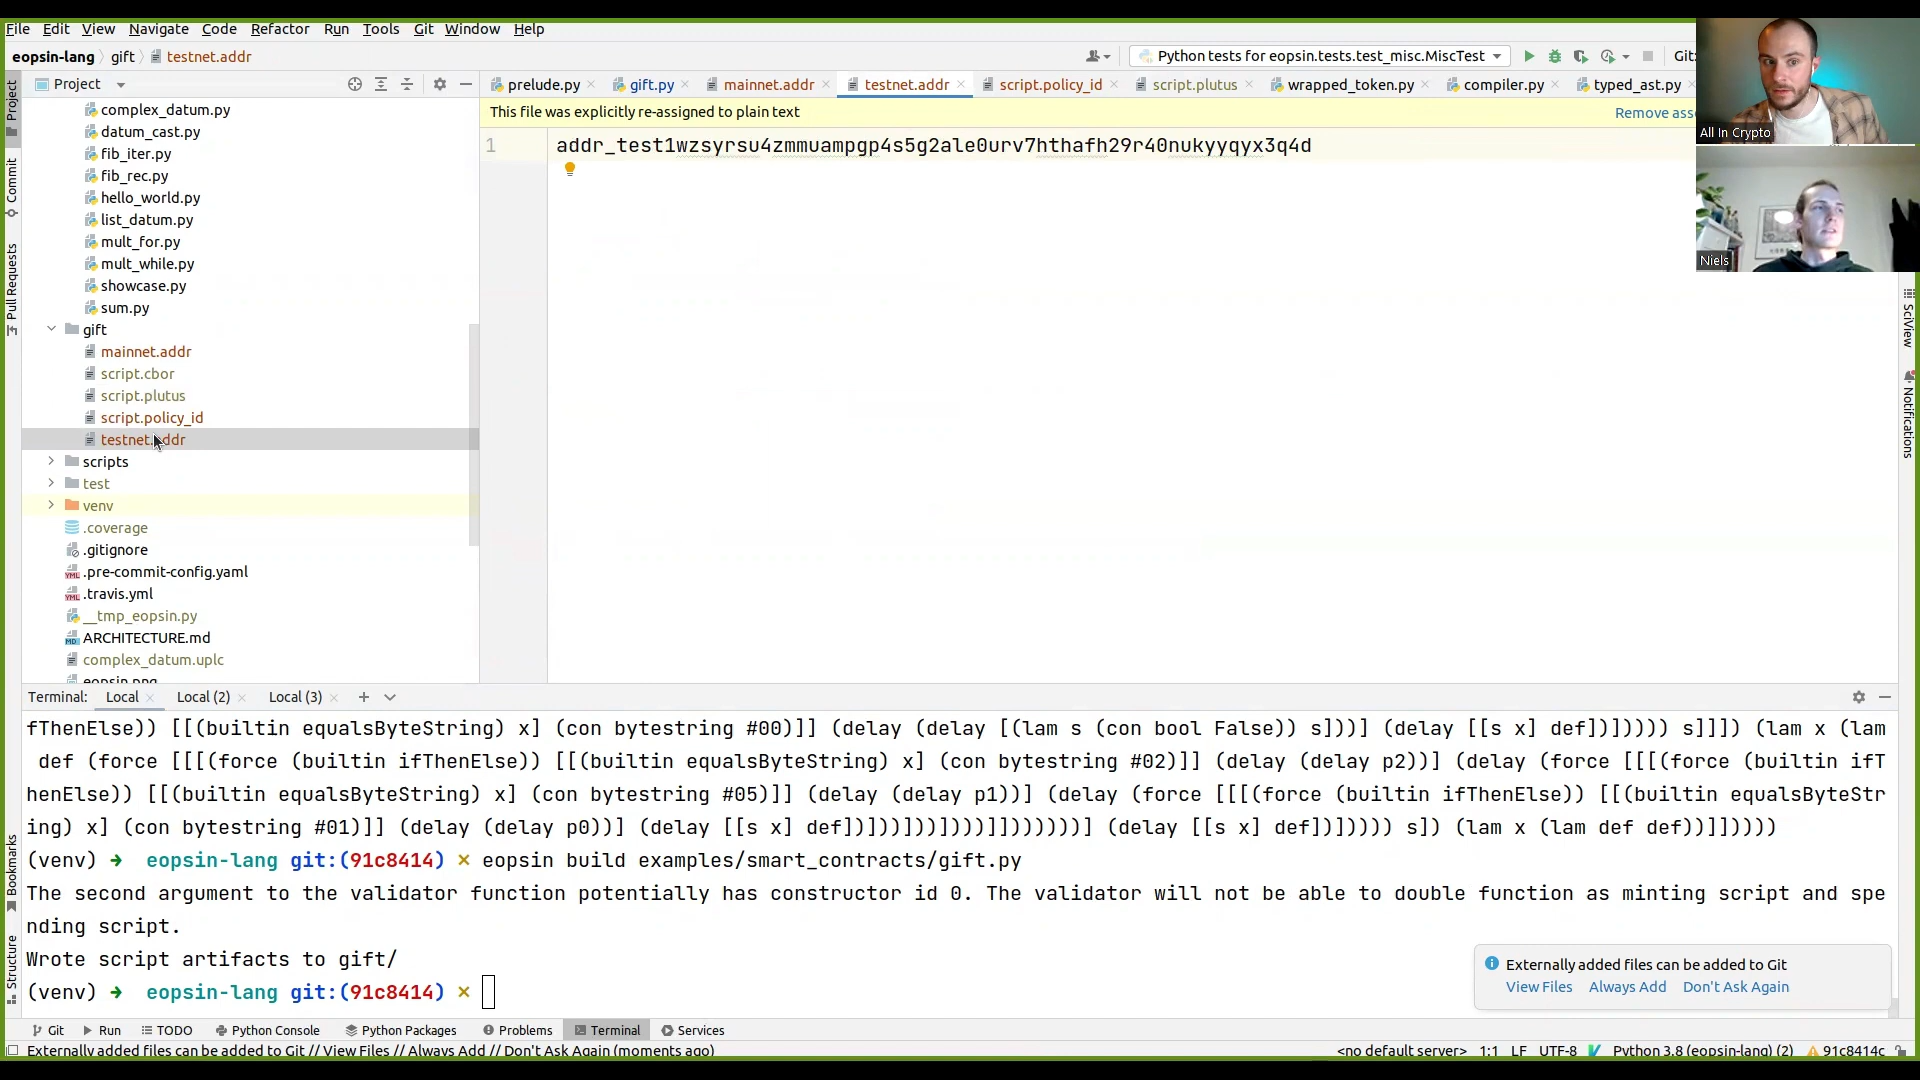 File Edit View Navigate Code Refactor Run Tools Git Window Help
eopsin-lang gift testnet.addr
Python tests for eopsin.tests.test_misc.MiscTest
Git:
Project
prelude.py gift.py mainnet.addr testnet.addr script.policy_id script.plutus wrapped_token.py compiler.py typed_ast.py
This file was explicitly re-assigned to plain text
Remove asso
1
addr_test1wzsyrsu4zmmuampgp4s5g2ale0urv7hthafh29r40nukyyqyx3q4d
All In Crypto
Niels
Project
Commit
Pull Requests
Bookmarks
Structure
SciView
Notifications
complex_datum.py
datum_cast.py
fib_iter.py
fib_rec.py
hello_world.py
list_datum.py
mult_for.py
mult_while.py
showcase.py
sum.py
gift
mainnet.addr
script.cbor
script.plutus
script.policy_id
testnet.addr
scripts
test
venv
.coverage
.gitignore
.pre-commit-config.yaml
.travis.yml
__tmp_eopsin.py
ARCHITECTURE.md
complex_datum.uplc
eopsin.png
Terminal: Local Local (2) Local (3)
fThenElse)) [[(builtin equalsByteString) x] (con bytestring #00)]] (delay (delay [(lam s (con bool False)) s]))] (delay [[s x] def])]))))) s]]]) (lam x (lam
def (force [[[(force (builtin ifThenElse)) [[(builtin equalsByteString) x] (con bytestring #02)]] (delay (delay p2))] (delay (force [[[(force (builtin ifT
henElse)) [[(builtin equalsByteString) x] (con bytestring #05)]] (delay (delay p1))] (delay (force [[[(force (builtin ifThenElse)) [[(builtin equalsByteStr
ing) x] (con bytestring #01)]] (delay (delay p0))] (delay [[s x] def])]))]))]))))]]))))))] (delay [[s x] def])]))))) s]) (lam x (lam def def))]]))))
(venv) ➜ eopsin-lang git:(91c8414) ✗ eopsin build examples/smart_contracts/gift.py
The second argument to the validator function potentially has constructor id 0. The validator will not be able to double function as minting script and spe
nding script.
Wrote script artifacts to gift/
(venv) ➜ eopsin-lang git:(91c8414) ✗
Externally added files can be added to Git
View Files Always Add Don't Ask Again
Git Run TODO Python Console Python Packages Problems Terminal Services
Externally added files can be added to Git // View Files // Always Add // Don't Ask Again (moments ago)
<no default server> 1:1 LF UTF-8 Python 3.8 (eopsin-lang) (2) 91c8414c